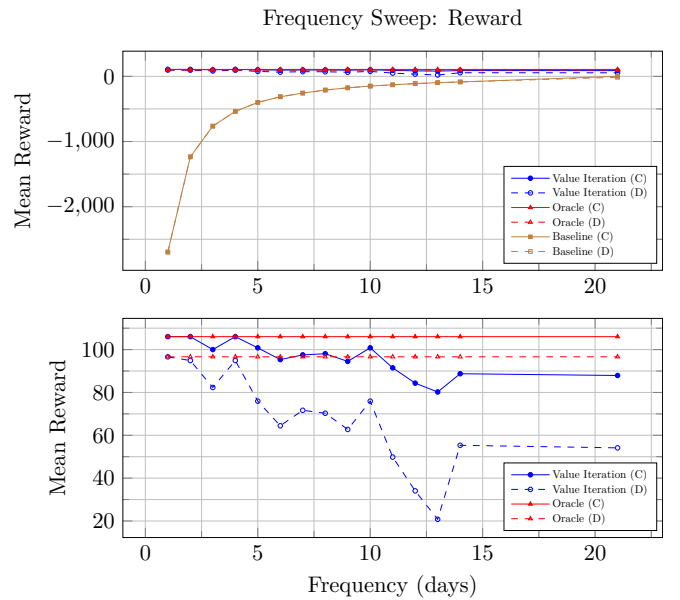 Frequency Sweep: Reward
Mean Reward
0
−1,000
−2,000
Value Iteration (C)
Value Iteration (D)
Oracle (C)
Oracle (D)
Baseline (C)
Baseline (D)
0 5 10 15 20
Mean Reward
100
80
60
40
20
Value Iteration (C)
Value Iteration (D)
Oracle (C)
Oracle (D)
0 5 10 15 20
Frequency (days)